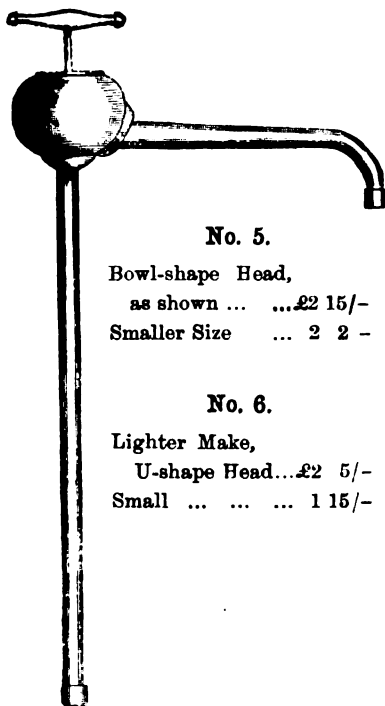 No. 5.
Bowl-shape Head,
as shown ... ...£2 15/–
Smaller Size ... 2 2 –
No. 6.
Lighter Make,
U-shape Head...£2 5/–
Small ... ... ... 1 15/–